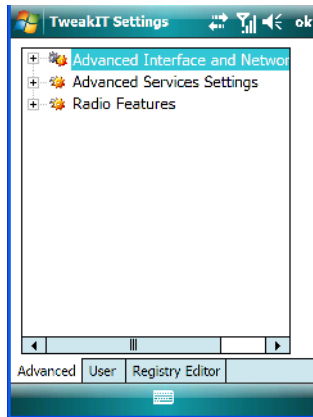 TweakIT Settings ok
Advanced Interface and Networ
Advanced Services Settings
Radio Features
Advanced User Registry Editor